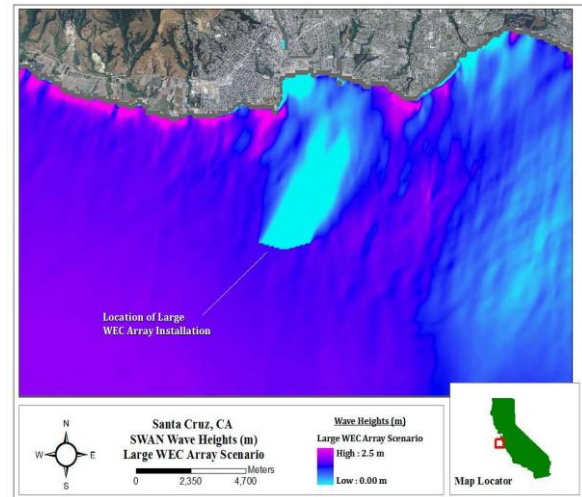 Location of Large
WEC Array Installation
N
W
E
S
Santa Cruz, CA
SWAN Wave Heights (m)
Large WEC Array Scenario
Meters
0
2,350
4,700
Wave Heights (m)
Large WEC Array Scenario
High : 2.5 m
Low : 0.00 m
Map Locator